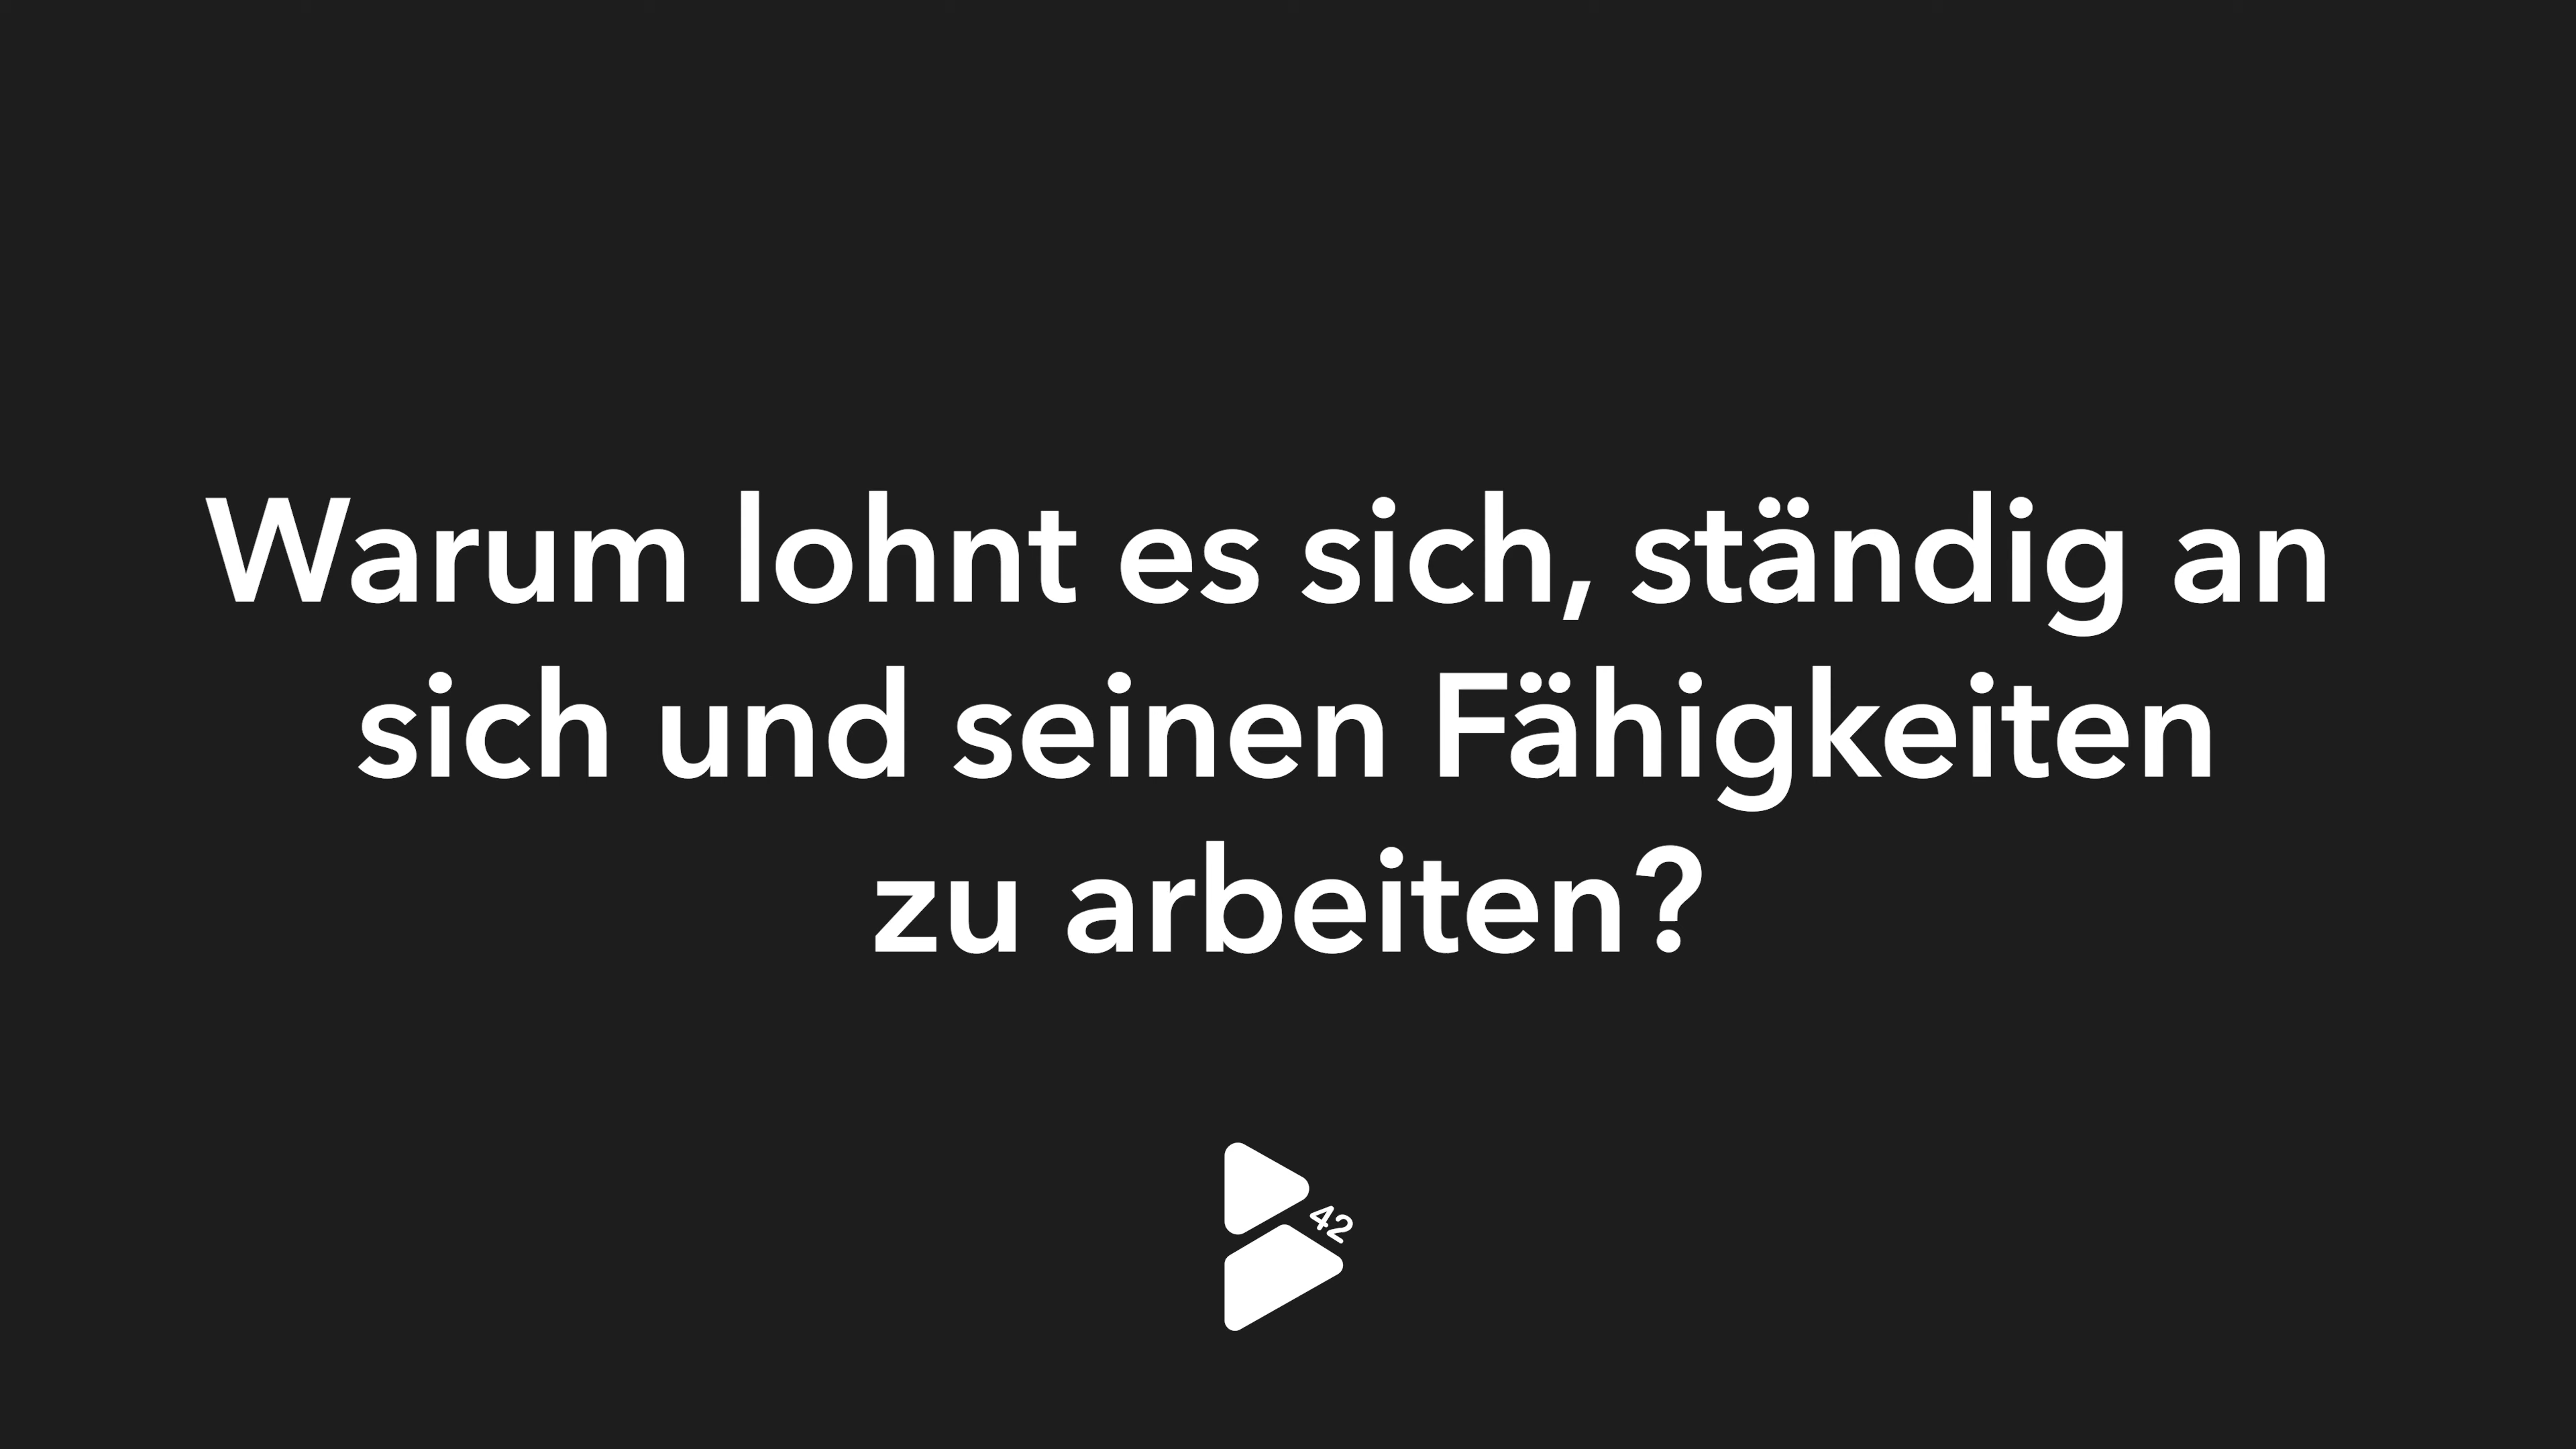 Warum lohnt es sich, ständig an
sich und seinen Fähigkeiten
zu arbeiten?
42